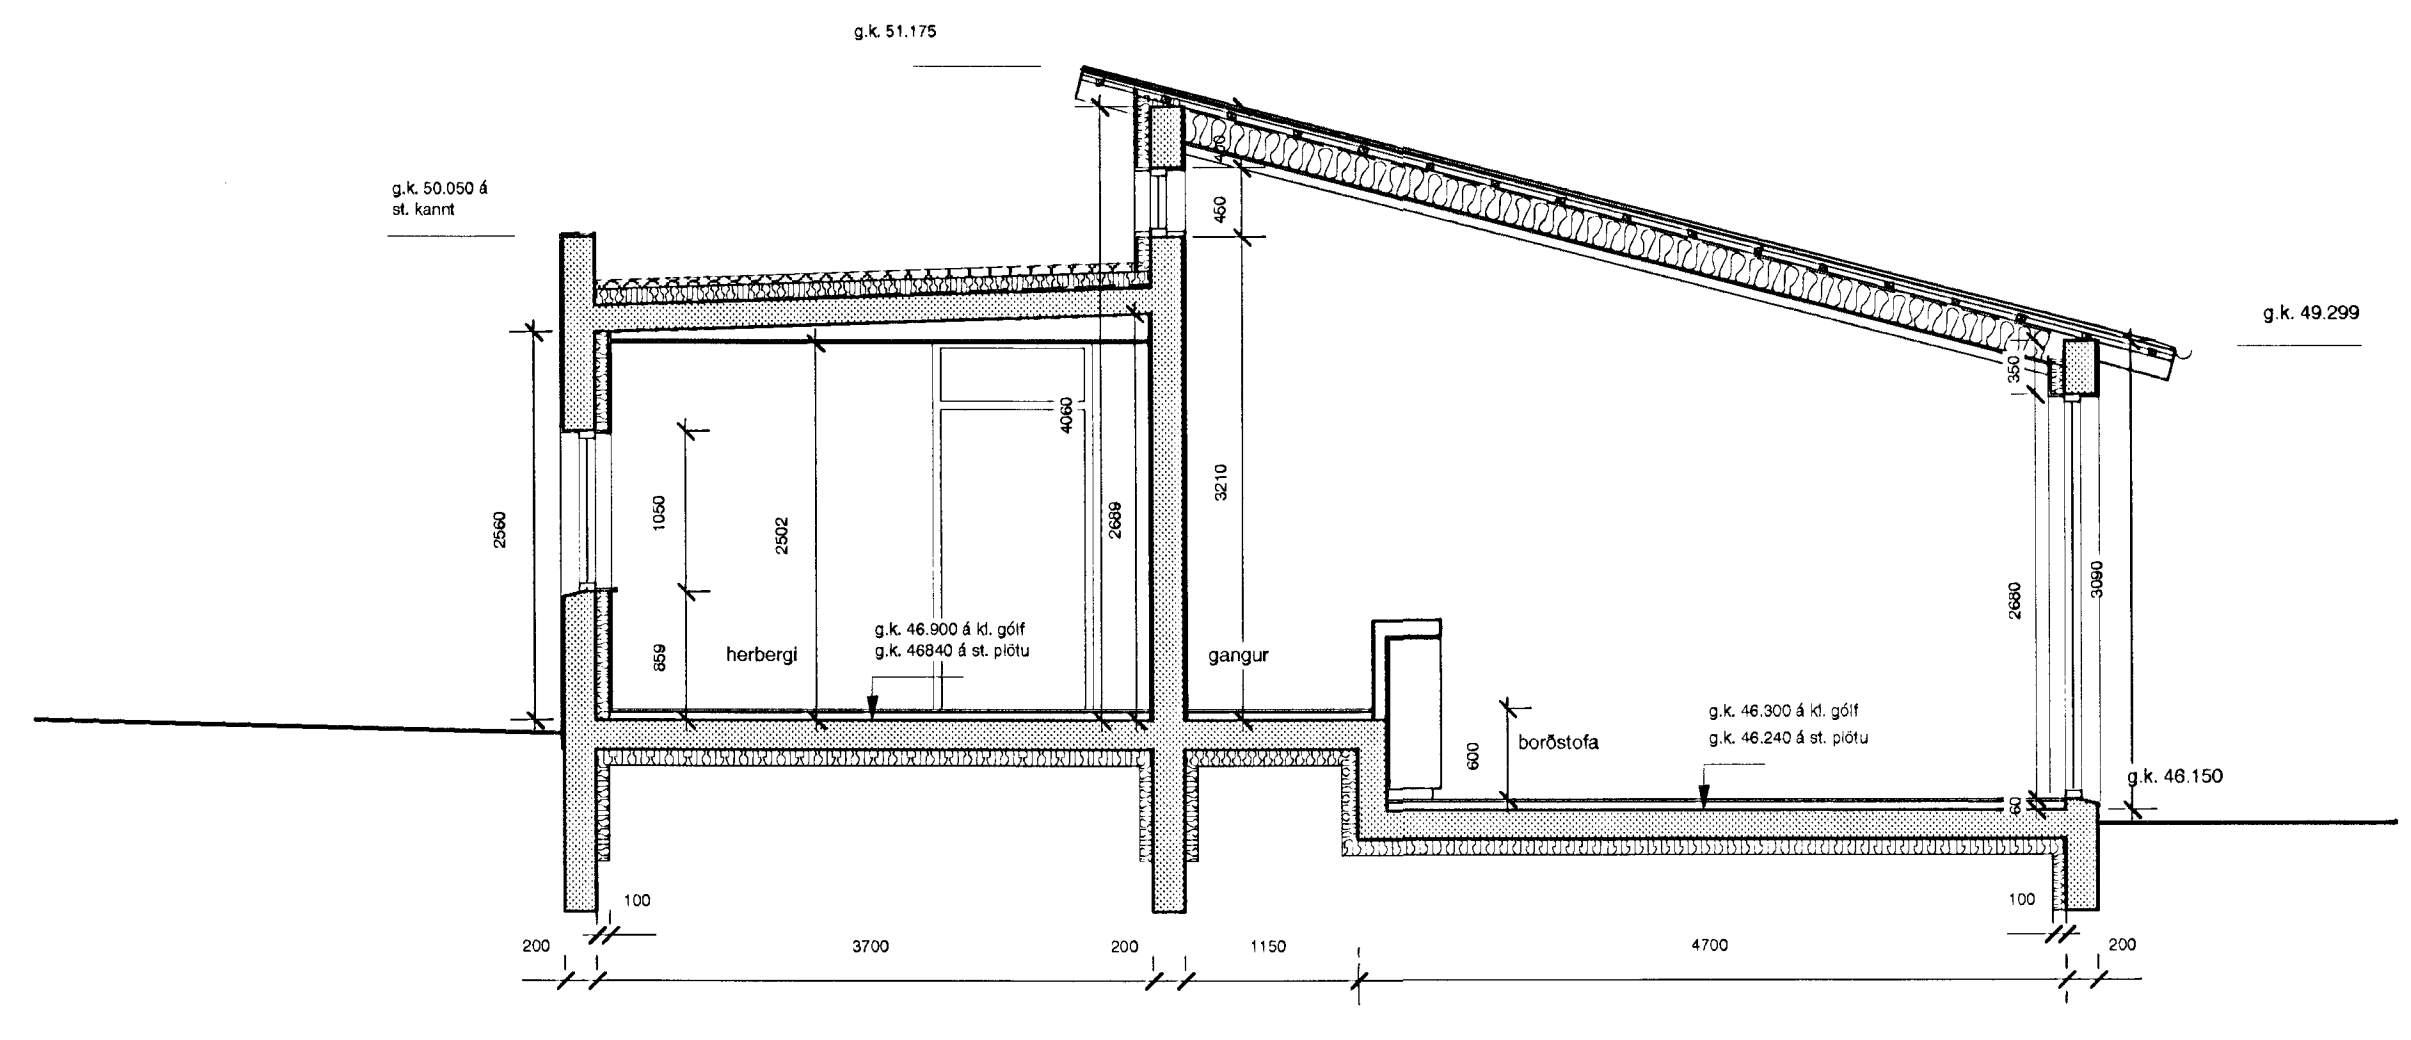 g.k. 51.175
g.k. 50.050 á
st. kannt
g.k. 49.299
400
450
350
4060
1050
2560
2502
2689
3210
2680
3090
g.k. 46.900 á kl. gólf
g.k. 46840 á st. plötu
859
herbergi
gangur
g.k. 46.300 á kl. gólf
g.k. 46.240 á st. plötu
600
borðstofa
g.k. 46.150
60
100
100
200
3700
200
1150
4700
200